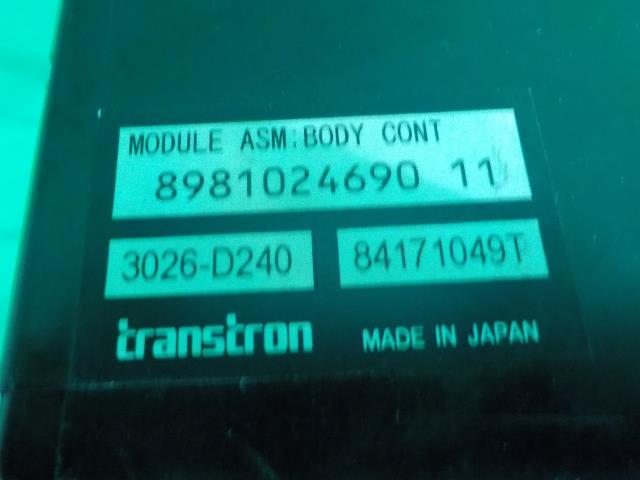 MODULE ASM;BODY CONT
8981024690 11
3026-D240 84171049T
transtron MADE IN JAPAN